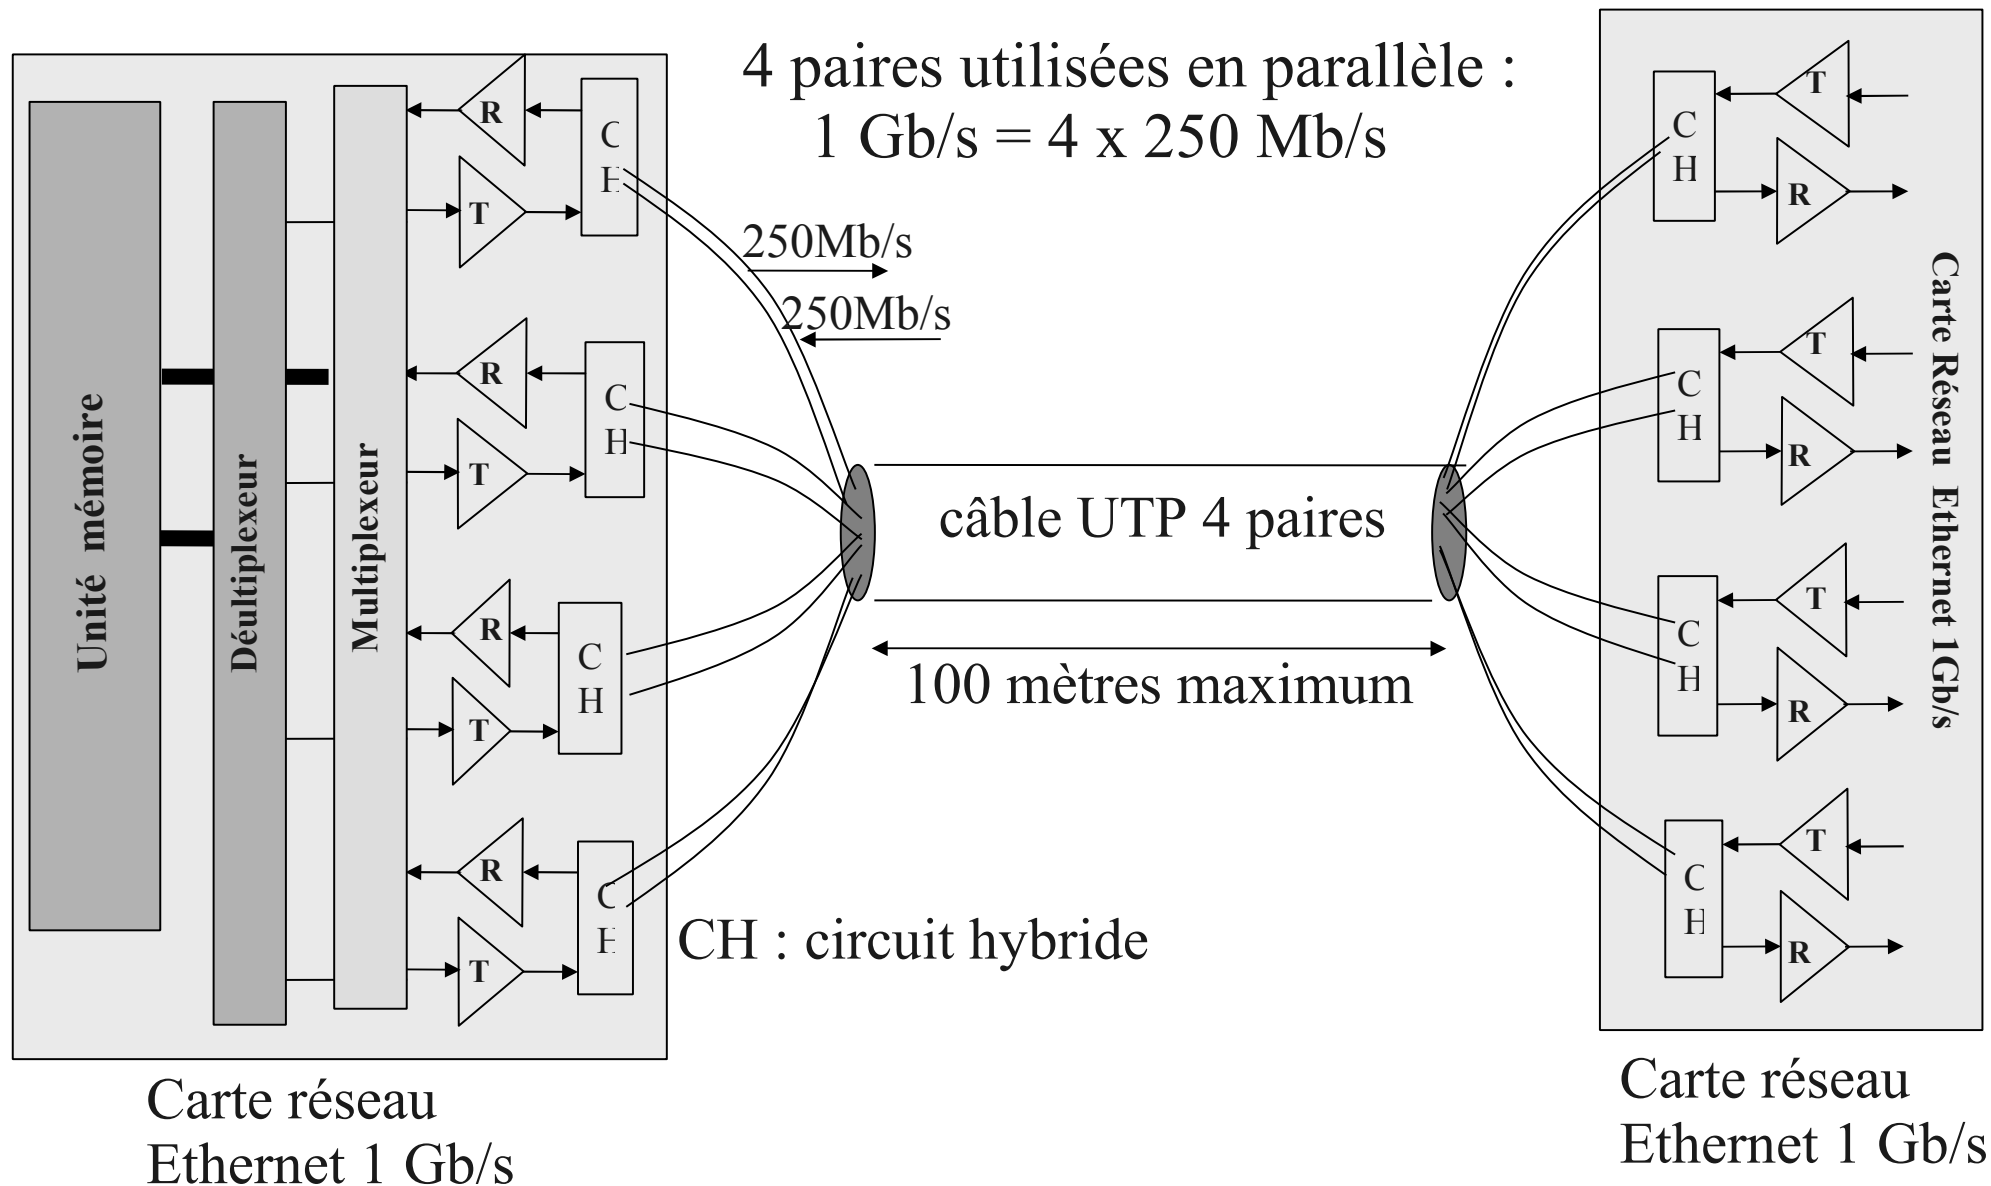 4 paires utilisées en parallèle :
1 Gb/s = 4 x 250 Mb/s
250Mb/s
250Mb/s
Unité mémoire
Déultiplexeur
Multiplexeur
R
C
H
T
R
C
H
T
R
C
H
T
R
C
H
T
câble UTP 4 paires
100 mètres maximum
CH : circuit hybride
T
C
H
R
T
C
H
R
T
C
H
R
T
C
H
R
Carte Réseau Ethernet 1Gb/s
Carte réseau
Ethernet 1 Gb/s
Carte réseau
Ethernet 1 Gb/s